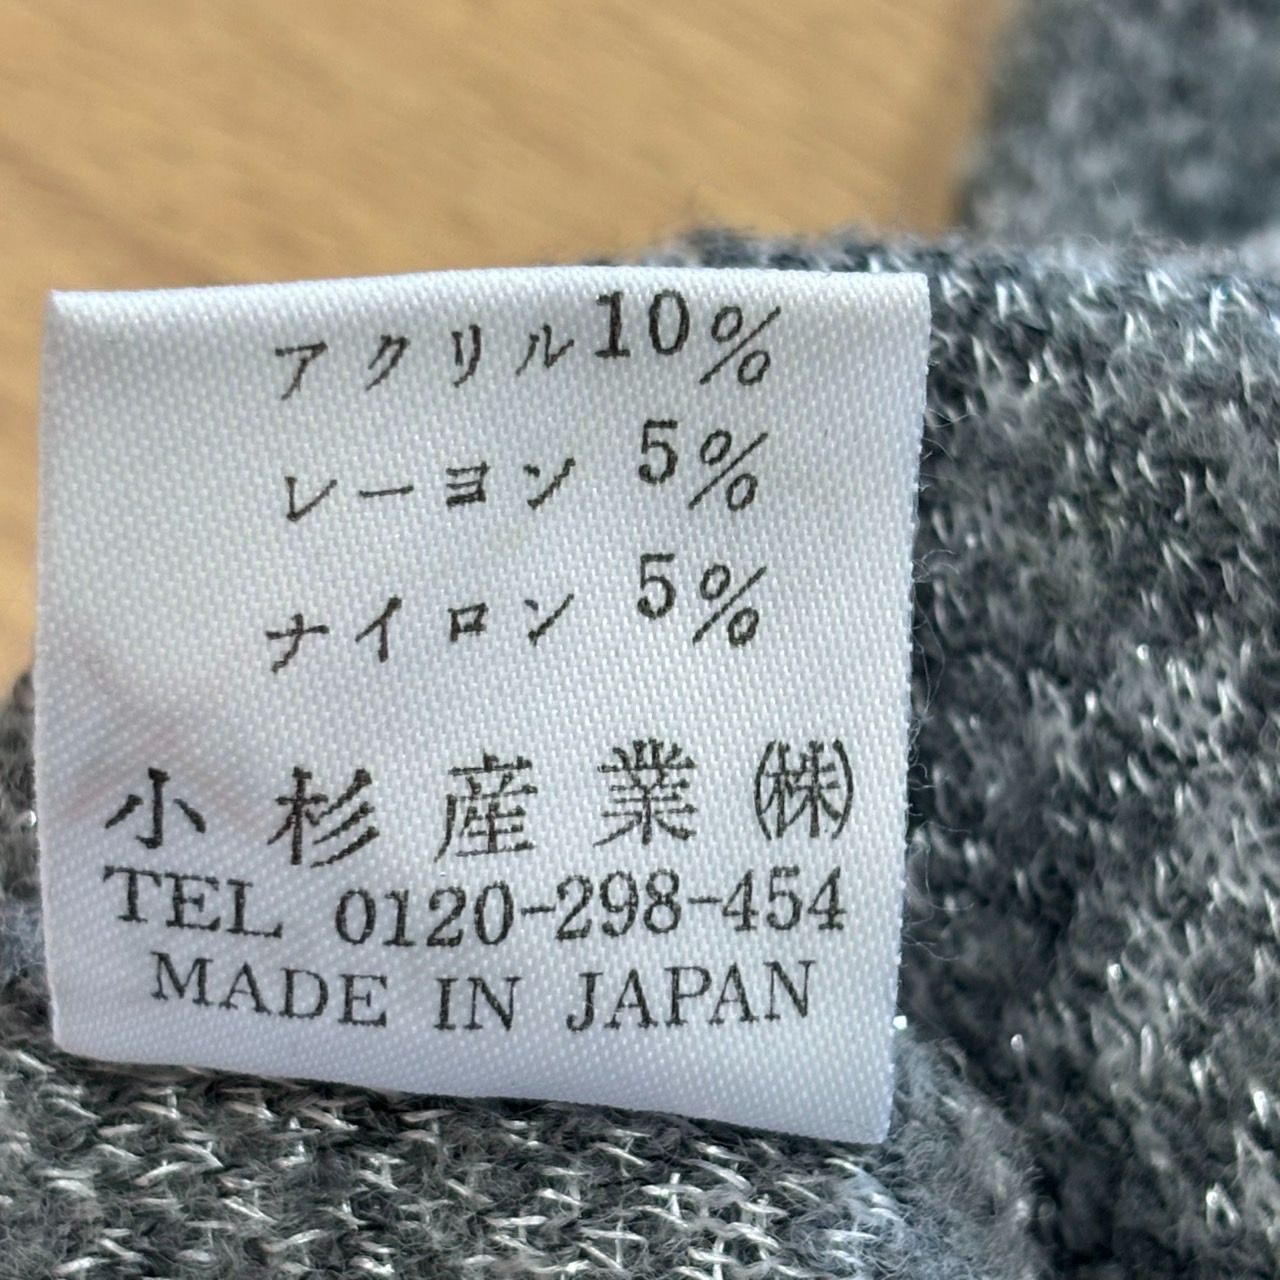 アクリル10%
レーヨン 5%
ナイロン 5%
小杉産業㈱
TEL 0120-298-454
MADE IN JAPAN